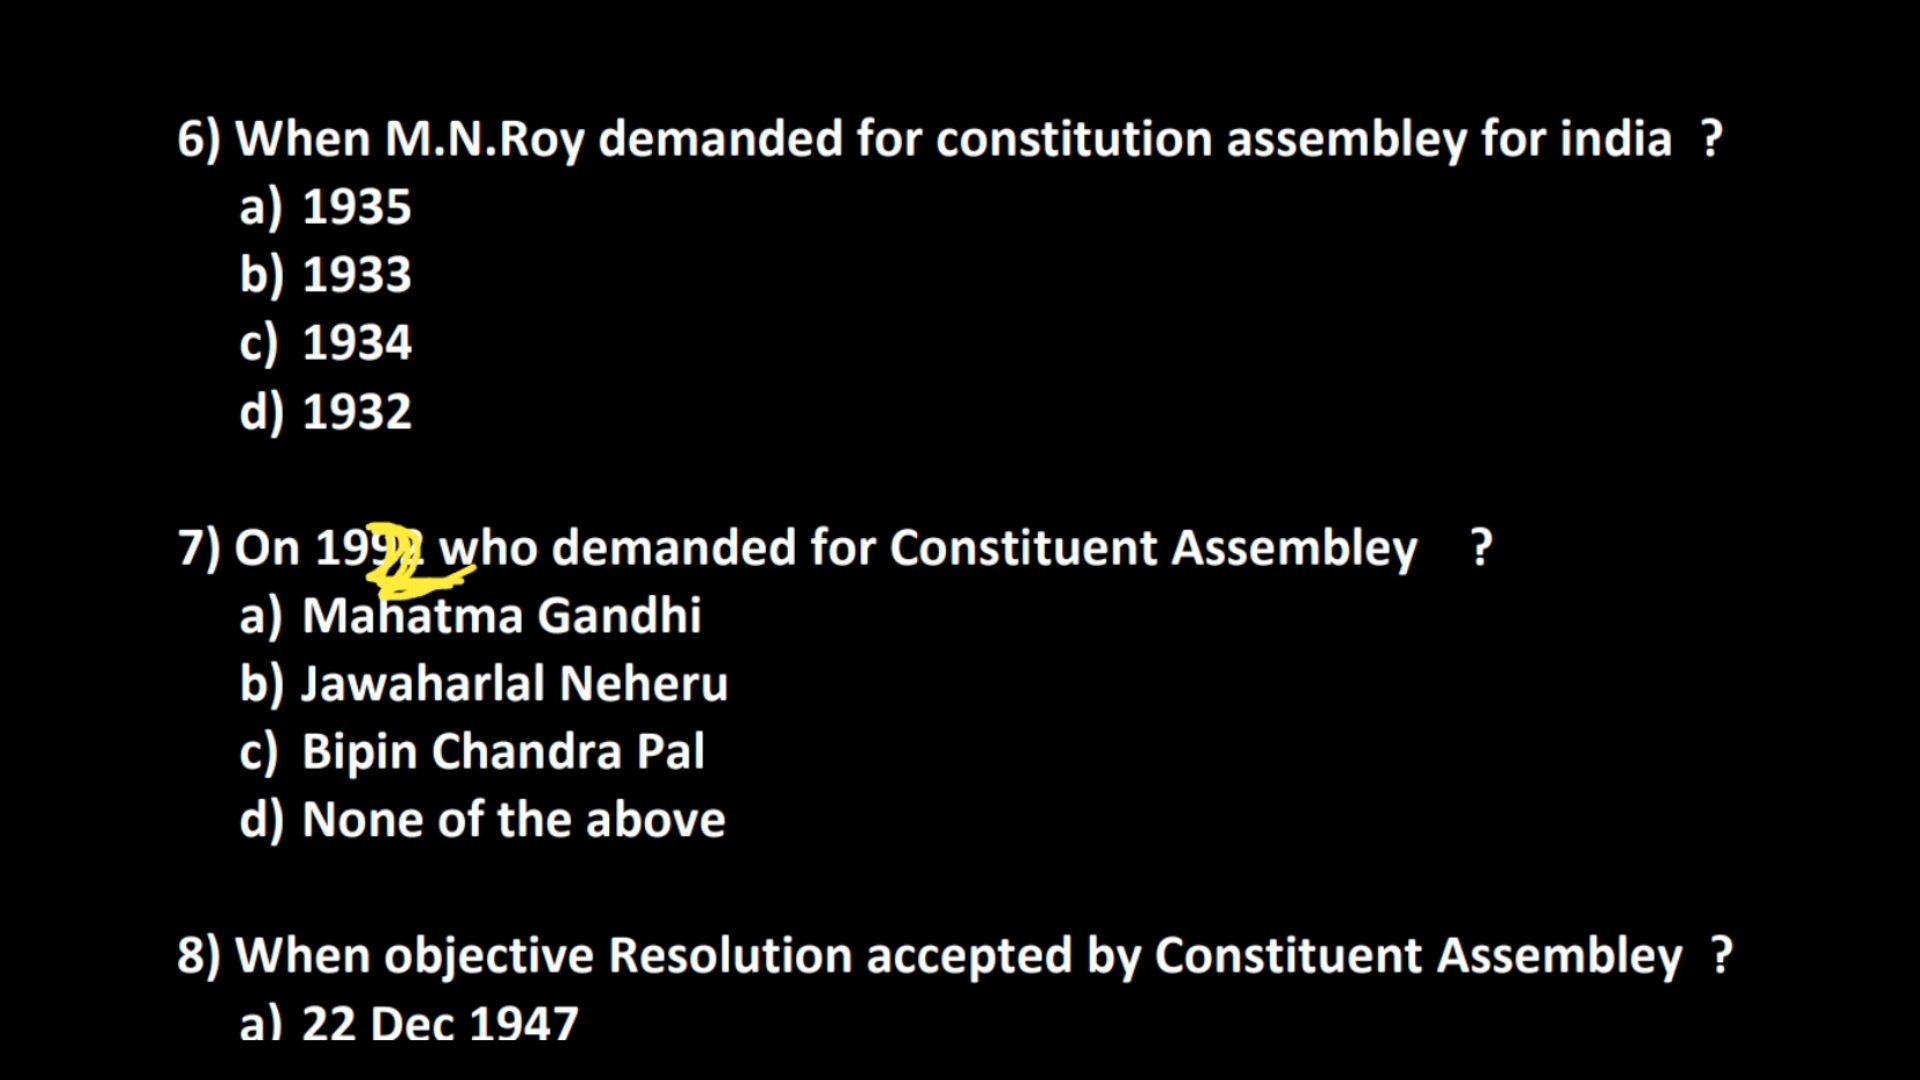 6) When M.N.Roy demanded for constitution assembley for india ?
a) 1935
b) 1933
c) 1934
d) 1932
7) On who demanded for Constituent Assembley ?
a) Mahatma Gandhi
b) Jawaharlal Neheru
c) Bipin Chandra Pal
d) None of the above
8) When objective Resolution accepted by Constituent Assembley ?
a) 22 Dec 1947